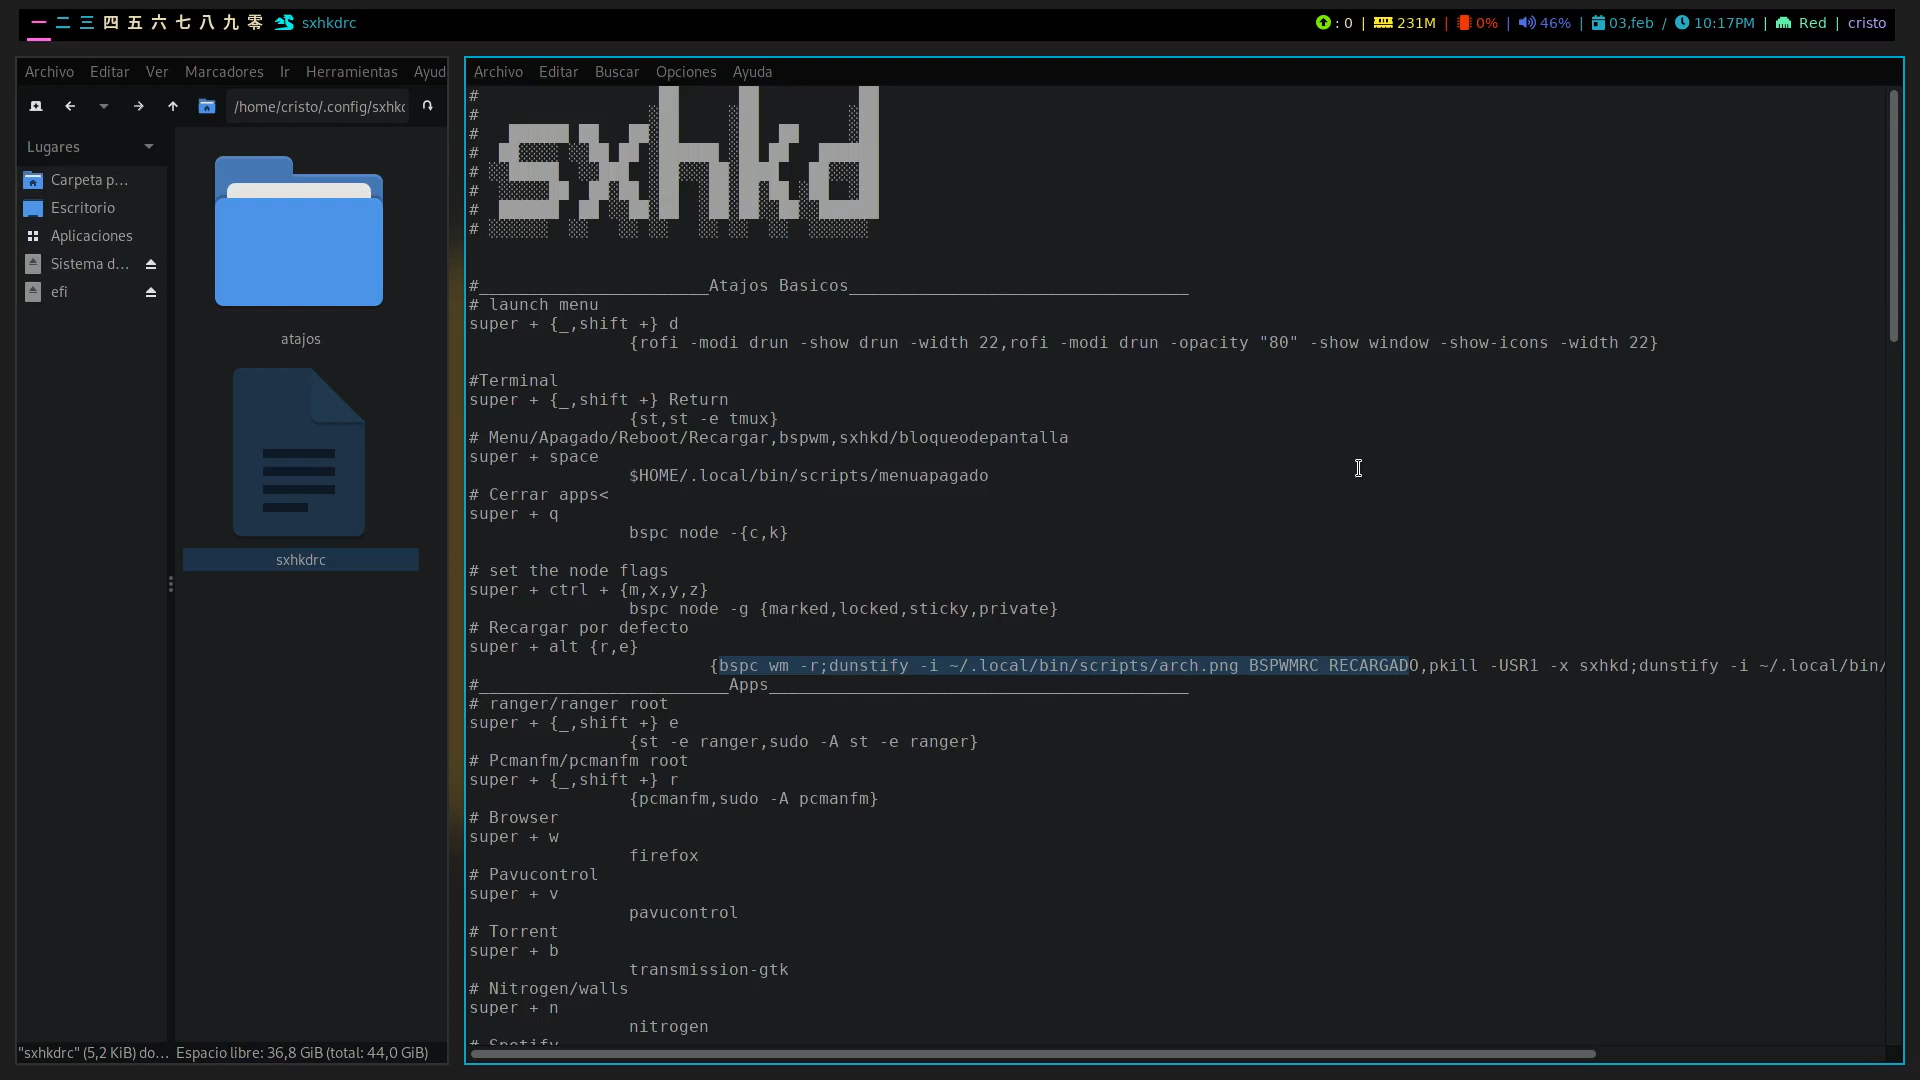 一 二 三 四 五 六 七 八 九 零 sxhkdrc
: 0 | 231M | 0% | 46% | 03,feb / 10:17PM | Red | cristo
Archivo Editar Ver Marcadores Ir Herramientas Ayud
/home/cristo/.config/sxhkc
Lugares
Carpeta p...
Escritorio
Aplicaciones
Sistema d...
efi
atajos
sxhkdrc
"sxhkdrc" (5,2 KiB) do... Espacio libre: 36,8 GiB (total: 44,0 GiB)
Archivo Editar Buscar Opciones Ayuda
#
#
#
#
#
#
#
#
sxhkd
#_______________________Atajos Basicos__________________________________
# launch menu
super + {_,shift +} d
{rofi -modi drun -show drun -width 22,rofi -modi drun -opacity "80" -show window -show-icons -width 22}
#Terminal
super + {_,shift +} Return
{st,st -e tmux}
# Menu/Apagado/Reboot/Recargar,bspwm,sxhkd/bloqueodepantalla
super + space
$HOME/.local/bin/scripts/menuapagado
# Cerrar apps<
super + q
bspc node -{c,k}
# set the node flags
super + ctrl + {m,x,y,z}
bspc node -g {marked,locked,sticky,private}
# Recargar por defecto
super + alt {r,e}
{bspc wm -r;dunstify -i ~/.local/bin/scripts/arch.png BSPWMRC RECARGADO,pkill -USR1 -x sxhkd;dunstify -i ~/.local/bin/
#_________________________Apps__________________________________________
# ranger/ranger root
super + {_,shift +} e
{st -e ranger,sudo -A st -e ranger}
# Pcmanfm/pcmanfm root
super + {_,shift +} r
{pcmanfm,sudo -A pcmanfm}
# Browser
super + w
firefox
# Pavucontrol
super + v
pavucontrol
# Torrent
super + b
transmission-gtk
# Nitrogen/walls
super + n
nitrogen
# Spotify